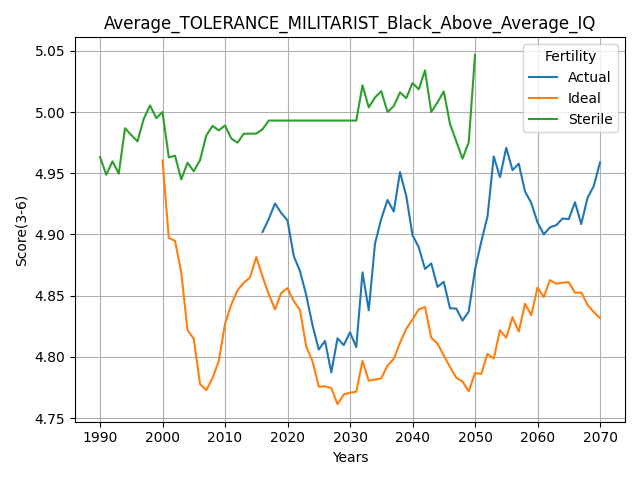 Average_TOLERANCE_MILITARIST_Black_Above_Average_IQ
Fertility
Actual
Ideal
Sterile
Score(3-6)
5.05
5.00
4.95
4.90
4.85
4.80
4.75
1990
2000
2010
2020
2030
2040
2050
2060
2070
Years